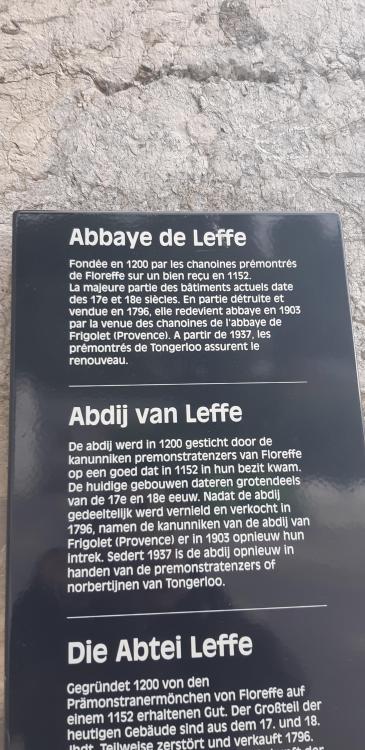 Abbaye de Leffe
Fondée en 1200 par les chanoines prémontrés
de Floreffe sur un bien reçu en 1152.
La majeure partie des bâtiments actuels date
des 17e et 18e siècles. En partie détruite et
vendue en 1796, elle redevient abbaye en 1903
par la venue des chanoines de l'abbaye de
Frigolet (Provence). A partir de 1937, les
prémontrés de Tongerloo assurent le
renouveau.
Abdij van Leffe
De abdij werd in 1200 gesticht door de
kanunniken premonstratenzers van Floreffe
op een goed dat in 1152 in hun bezit kwam.
De huidige gebouwen dateren grotendeels
van de 17e en 18e eeuw. Nadat de abdij
gedeeltelijk werd vernield en verkocht in
1796, namen de kanunniken van de abdij van
Frigolet (Provence) er in 1903 opnieuw hun
intrek. Sedert 1937 is de abdij opnieuw in
handen van de premonstratenzers of
norbertijnen van Tongerloo.
Die Abtei Leffe
Gegründet 1200 von den
Prämonstranermönchen von Floreffe auf
einem 1152 erhaltenen Gut. Der Großteil der
heutigen Gebäude sind aus dem 17. und 18.
Jhdt. Teilweise zerstört und verkauft 1796.